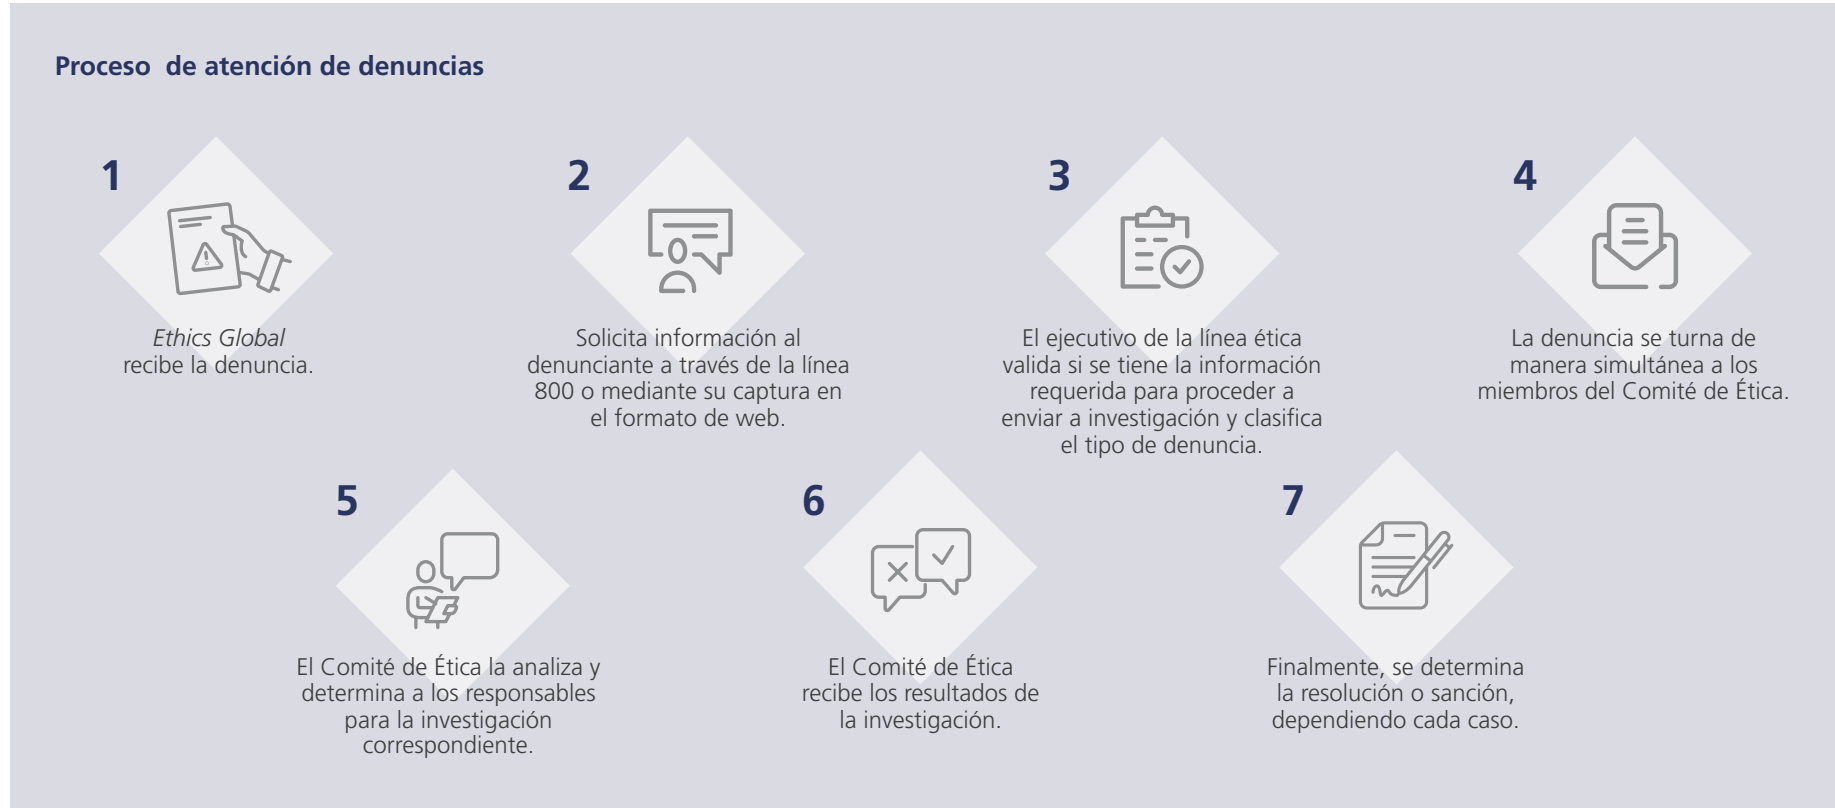 Proceso de atención de denuncias
1
Ethics Global
recibe la denuncia.
2
Solicita información al
denunciante a través de la línea
800 o mediante su captura en
el formato de web.
3
El ejecutivo de la línea ética
valida si se tiene la información
requerida para proceder a
enviar a investigación y clasifica
el tipo de denuncia.
4
La denuncia se turna de
manera simultánea a los
miembros del Comité de Ética.
5
El Comité de Ética la analiza y
determina a los responsables
para la investigación
correspondiente.
6
El Comité de Ética
recibe los resultados de
la investigación.
7
Finalmente, se determina
la resolución o sanción,
dependiendo cada caso.